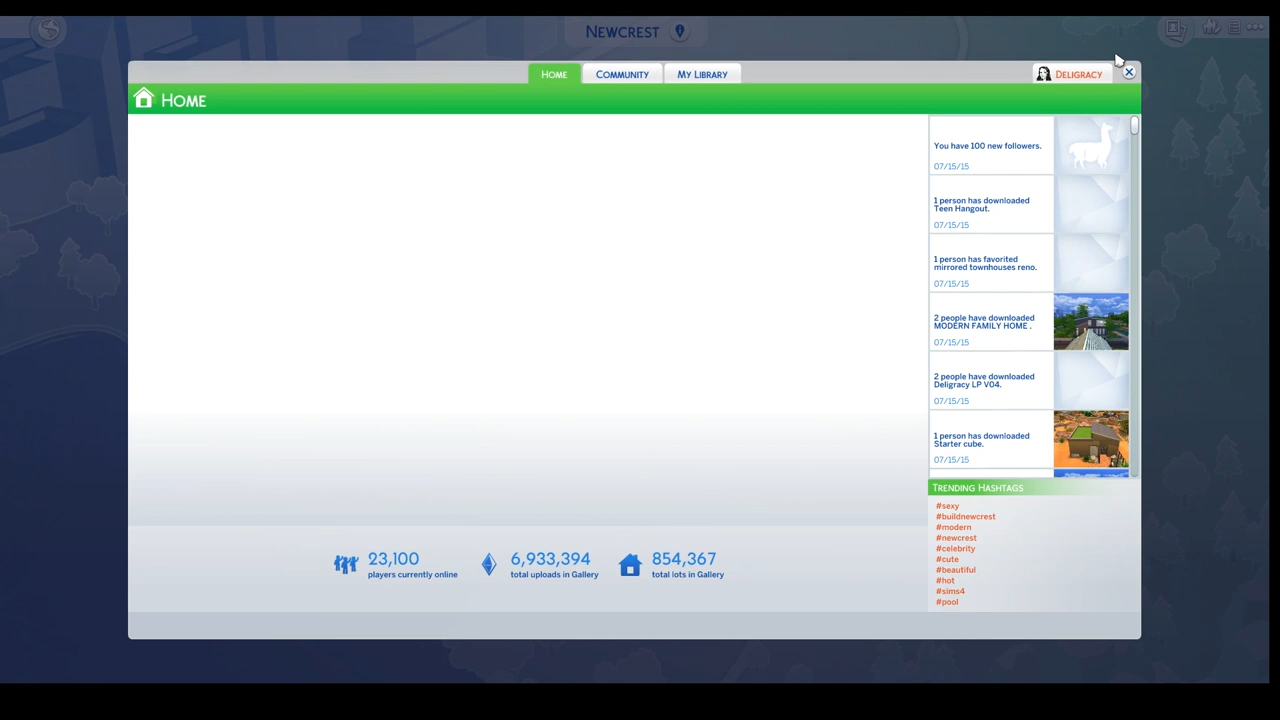 NEWCREST
HOME
COMMUNITY
MY LIBRARY
DELIGRACY
HOME
You have 100 new followers.
07/15/15
1 person has downloaded
Teen Hangout.
07/15/15
1 person has favorited
mirrored townhouses reno.
07/15/15
2 people have downloaded
MODERN FAMILY HOME .
07/15/15
2 people have downloaded
Deligracy LP V04.
07/15/15
1 person has downloaded
Starter cube.
07/15/15
TRENDING HASHTAGS
#sexy
#buildnewcrest
#modern
#newcrest
#celebrity
#cute
#beautiful
#hot
#sims4
#pool
23,100
players currently online
6,933,394
total uploads in Gallery
854,367
total lots in Gallery